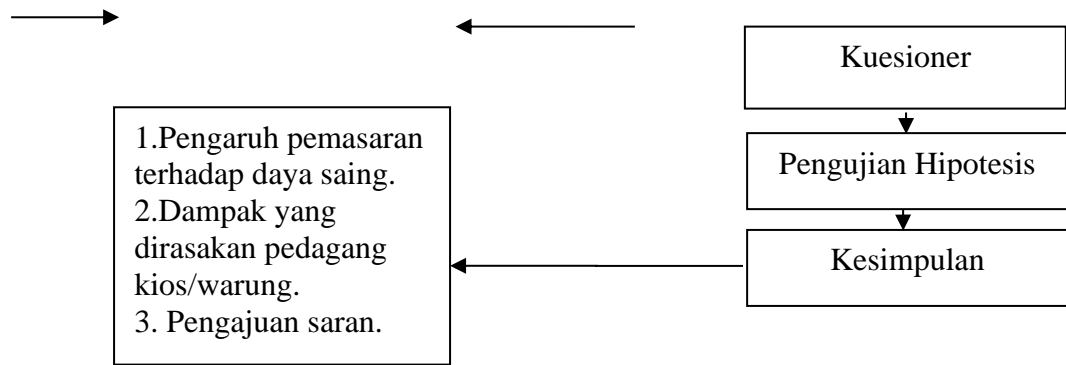 Kuesioner
Pengujian Hipotesis
Kesimpulan
1.Pengaruh pemasaran
terhadap daya saing.
2.Dampak yang
dirasakan pedagang
kios/warung.
3. Pengajuan saran.